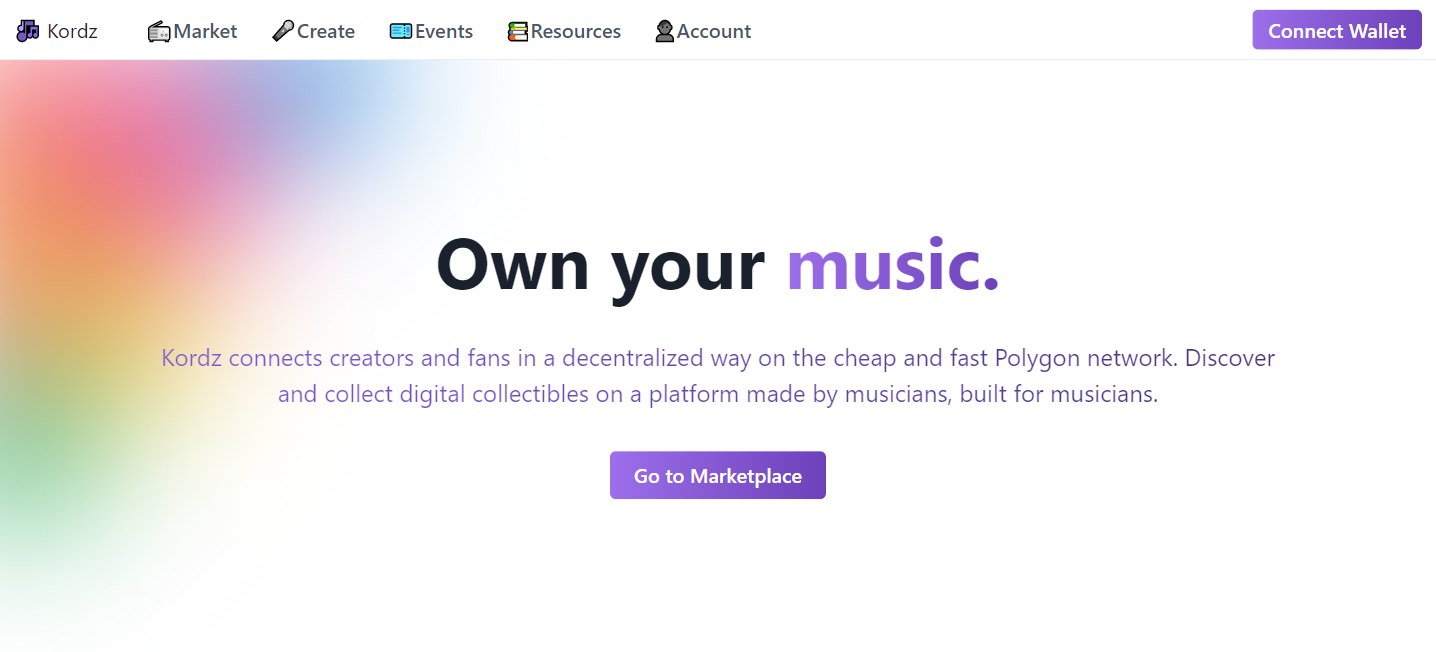 Kordz
Market
Create
Events
Resources
Account
Connect Wallet
Own your music.
Kordz connects creators and fans in a decentralized way on the cheap and fast Polygon network. Discover
and collect digital collectibles on a platform made by musicians, built for musicians.
Go to Marketplace